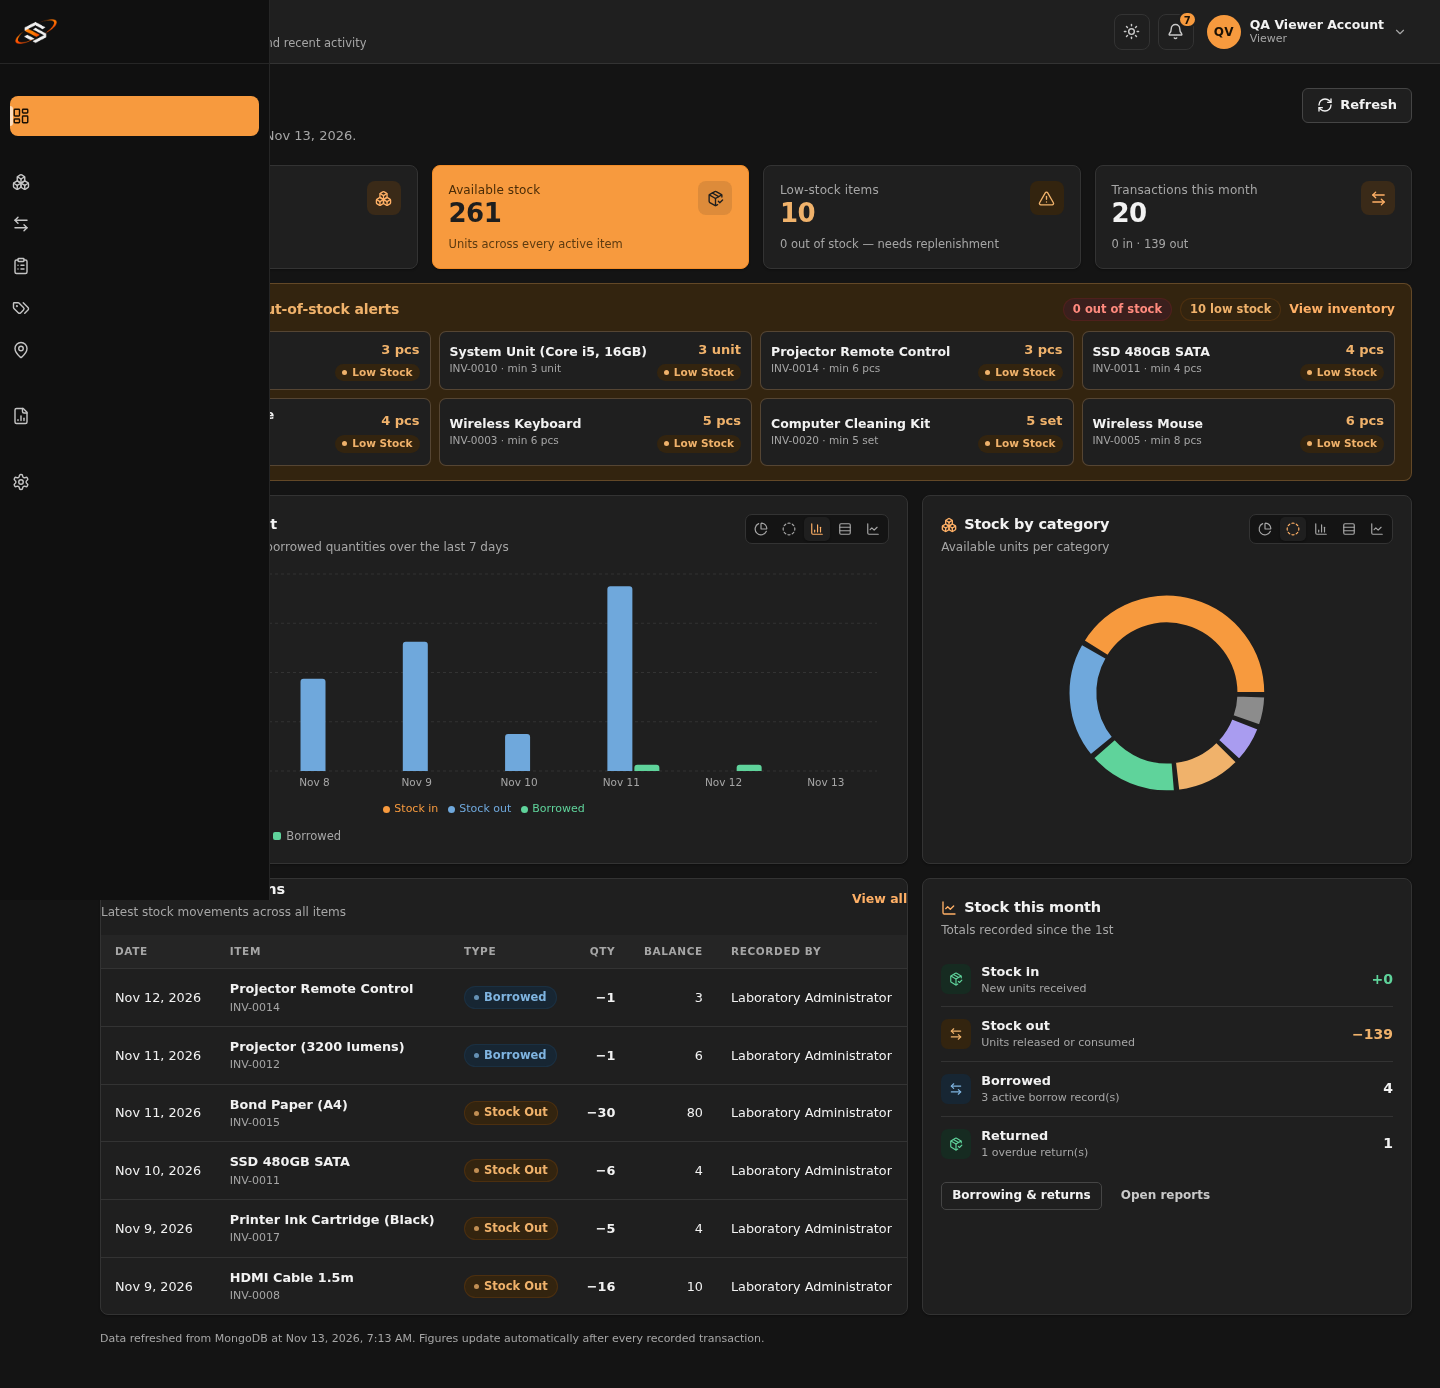 nd recent activity
7
QV
QA Viewer Account
Viewer
Refresh
Nov 13, 2026.
Available stock
261
Units across every active item
Low-stock items
10
0 out of stock — needs replenishment
Transactions this month
20
0 in · 139 out
ut-of-stock alerts
0 out of stock
10 low stock
View inventory
3 pcs
Low Stock
System Unit (Core i5, 16GB)
INV-0010 · min 3 unit
3 unit
Low Stock
Projector Remote Control
INV-0014 · min 6 pcs
3 pcs
Low Stock
SSD 480GB SATA
INV-0011 · min 4 pcs
4 pcs
Low Stock
e
4 pcs
Low Stock
Wireless Keyboard
INV-0003 · min 6 pcs
5 pcs
Low Stock
Computer Cleaning Kit
INV-0020 · min 5 set
5 set
Low Stock
Wireless Mouse
INV-0005 · min 8 pcs
6 pcs
Low Stock
t
borrowed quantities over the last 7 days
Nov 8
Nov 9
Nov 10
Nov 11
Nov 12
Nov 13
Stock in
Stock out
Borrowed
Borrowed
Stock by category
Available units per category
ns
Latest stock movements across all items
View all
DATE ITEM TYPE QTY BALANCE RECORDED BY
Nov 12, 2026 Projector Remote Control Borrowed −1 3 Laboratory Administrator
INV-0014
Nov 11, 2026 Projector (3200 lumens) Borrowed −1 6 Laboratory Administrator
INV-0012
Nov 11, 2026 Bond Paper (A4) Stock Out −30 80 Laboratory Administrator
INV-0015
Nov 10, 2026 SSD 480GB SATA Stock Out −6 4 Laboratory Administrator
INV-0011
Nov 9, 2026 Printer Ink Cartridge (Black) Stock Out −5 4 Laboratory Administrator
INV-0017
Nov 9, 2026 HDMI Cable 1.5m Stock Out −16 10 Laboratory Administrator
INV-0008
Stock this month
Totals recorded since the 1st
Stock in
New units received
+0
Stock out
Units released or consumed
−139
Borrowed
3 active borrow record(s)
4
Returned
1 overdue return(s)
1
Borrowing & returns
Open reports
Data refreshed from MongoDB at Nov 13, 2026, 7:13 AM. Figures update automatically after every recorded transaction.